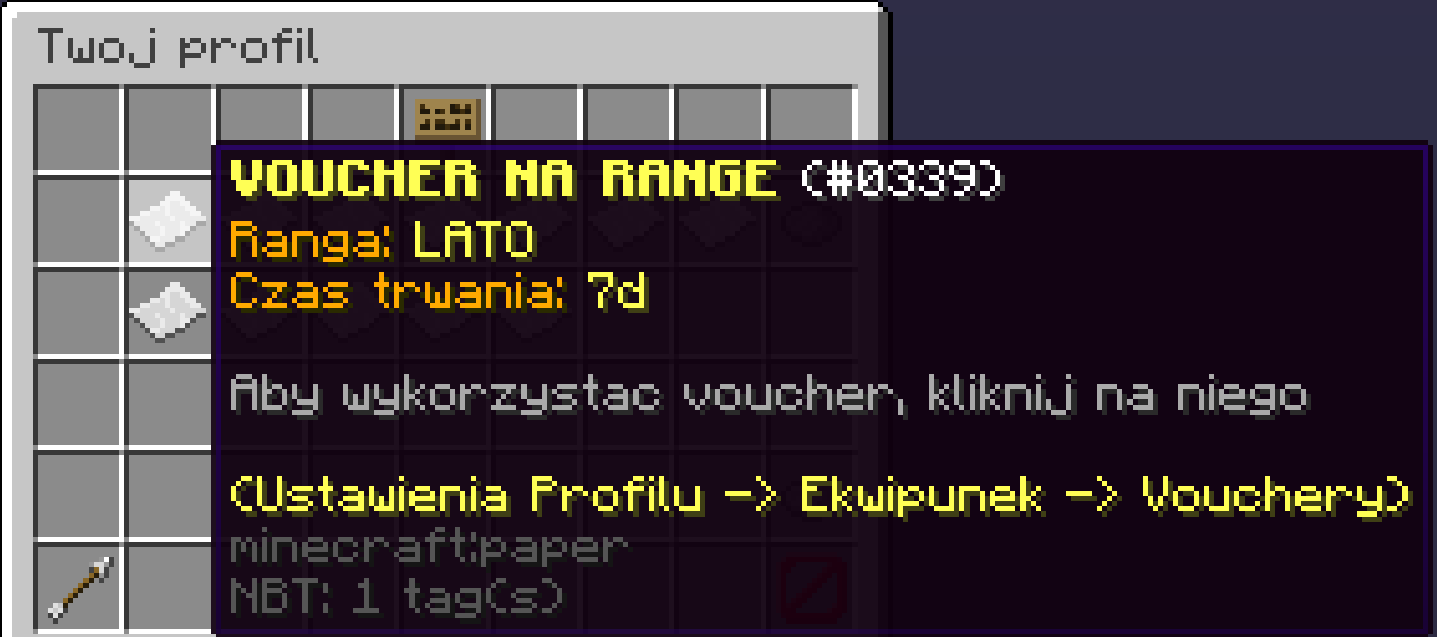 Twoj profil
VOUCHER NA RANGE (#0339)
Ranga: LATO
Czas trwania: 7d
Aby wykorzystac voucher, kliknij na niego
(Ustawienia Profilu -> Ekwipunek -> Vouchery)
minecraft:paper
NBT: 1 tag(s)